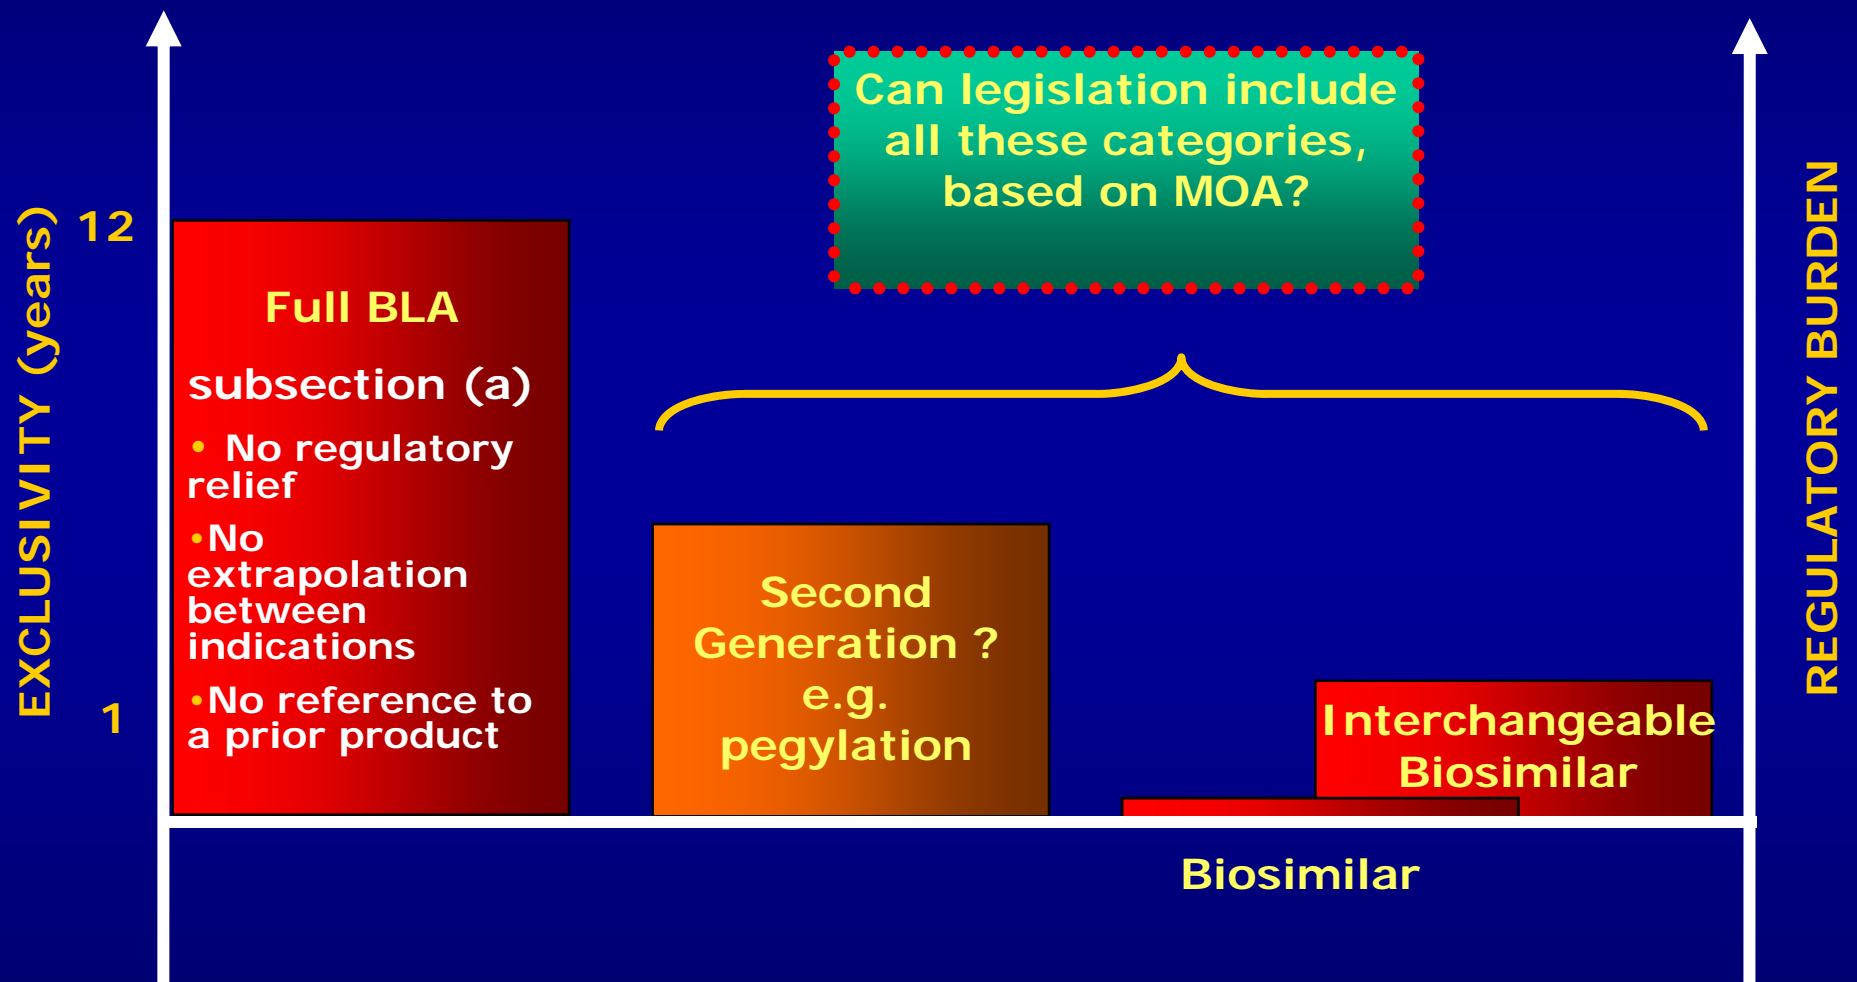 Can legislation include
all these categories,
based on MOA?
EXCLUSIVITY (years)
12
1
Full BLA
subsection (a)
• No regulatory
relief
•No
extrapolation
between
indications
•No reference to
a prior product
Second
Generation ?
e.g.
pegylation
Interchangeable
Biosimilar
Biosimilar
REGULATORY BURDEN